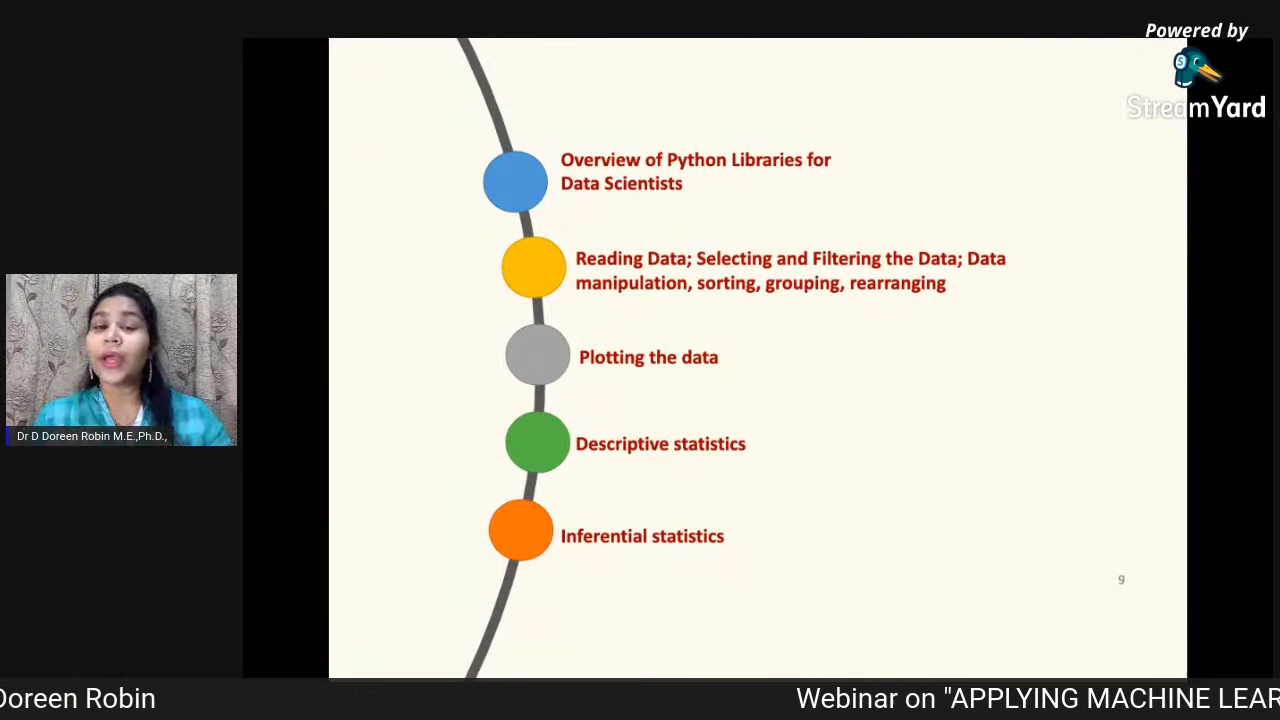 Powered by
StreamYard
Overview of Python Libraries for
Data Scientists
Reading Data; Selecting and Filtering the Data; Data
manipulation, sorting, grouping, rearranging
Plotting the data
Descriptive statistics
Inferential statistics
9
Dr D Doreen Robin M.E.,Ph.D.,
Doreen Robin
Webinar on "APPLYING MACHINE LEAR